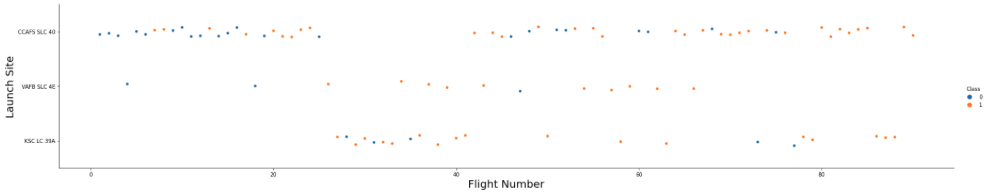 CCAFS SLC 40
VAFB SLC 4E
KSC LC 39A
Launch Site
0 20 40 60 80
Flight Number
Class
0
1